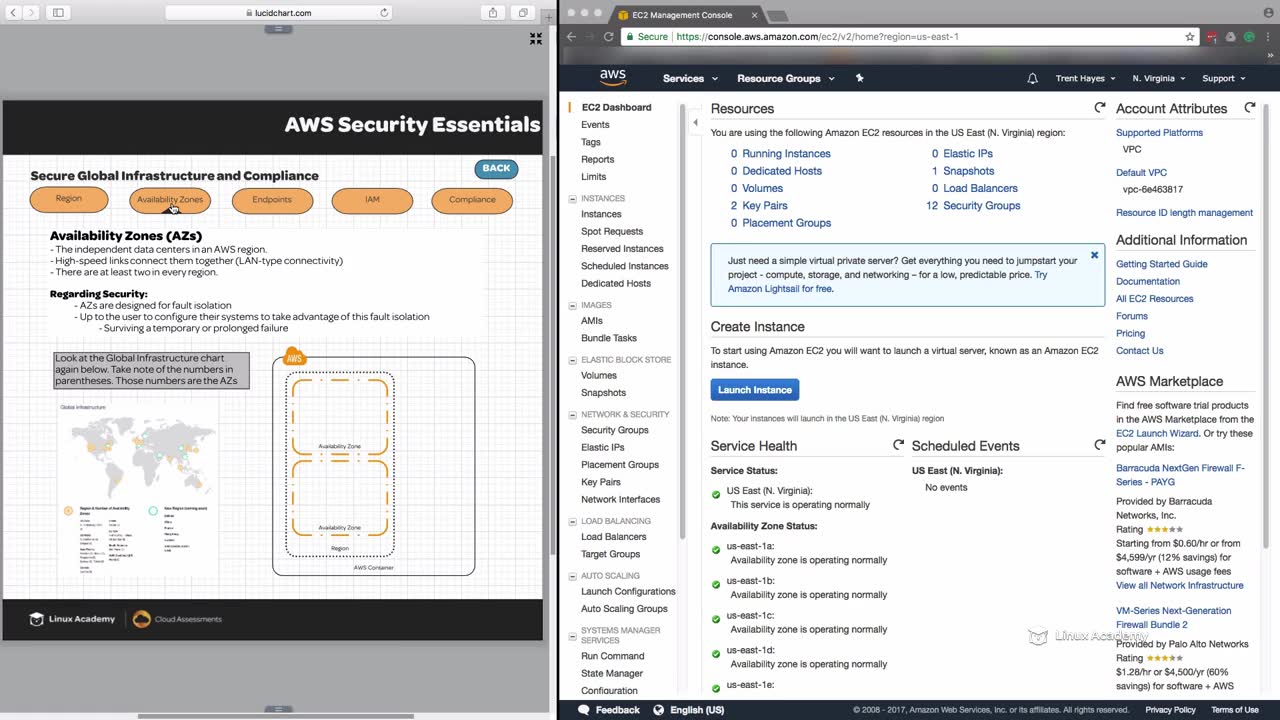 lucidchart.com
AWS Security Essentials
BACK
Secure Global Infrastructure and Compliance
Region
Availability Zones
Endpoints
IAM
Compliance
Availability Zones (AZs)
- The independent data centers in an AWS region.
- High-speed links connect them together (LAN-type connectivity)
- There are at least two in every region.
Regarding Security:
- AZs are designed for fault isolation
- Up to the user to configure their systems to take advantage of this fault isolation
- Surviving a temporary or prolonged failure
Look at the Global Infrastructure chart
again below. Take note of the numbers in
parentheses. Those numbers are the AZs
Global Infrastructure
AWS
Availability Zone
Availability Zone
Region
AWS Container
Linux Academy
Cloud Assessments
EC2 Management Console
Secure
https://console.aws.amazon.com/ec2/v2/home?region=us-east-1
aws
Services
Resource Groups
Trent Hayes
N. Virginia
Support
EC2 Dashboard
Events
Tags
Reports
Limits
INSTANCES
Instances
Spot Requests
Reserved Instances
Scheduled Instances
Dedicated Hosts
IMAGES
AMIs
Bundle Tasks
ELASTIC BLOCK STORE
Volumes
Snapshots
NETWORK & SECURITY
Security Groups
Elastic IPs
Placement Groups
Key Pairs
Network Interfaces
LOAD BALANCING
Load Balancers
Target Groups
AUTO SCALING
Launch Configurations
Auto Scaling Groups
SYSTEMS MANAGER
SERVICES
Run Command
State Manager
Configuration
Resources
You are using the following Amazon EC2 resources in the US East (N. Virginia) region:
0 Running Instances
0 Elastic IPs
0 Dedicated Hosts
1 Snapshots
0 Volumes
0 Load Balancers
2 Key Pairs
12 Security Groups
0 Placement Groups
Just need a simple virtual private server? Get everything you need to jumpstart your
project - compute, storage, and networking – for a low, predictable price. Try
Amazon Lightsail for free.
Create Instance
To start using Amazon EC2 you will want to launch a virtual server, known as an Amazon EC2
instance.
Launch Instance
Note: Your instances will launch in the US East (N. Virginia) region
Service Health
Service Status:
US East (N. Virginia):
This service is operating normally
Availability Zone Status:
us-east-1a:
Availability zone is operating normally
us-east-1b:
Availability zone is operating normally
us-east-1c:
Availability zone is operating normally
us-east-1d:
Availability zone is operating normally
us-east-1e:
Scheduled Events
US East (N. Virginia):
No events
Account Attributes
Supported Platforms
VPC
Default VPC
vpc-6e463817
Resource ID length management
Additional Information
Getting Started Guide
Documentation
All EC2 Resources
Forums
Pricing
Contact Us
AWS Marketplace
Find free software trial products
in the AWS Marketplace from the
EC2 Launch Wizard. Or try these
popular AMIs:
Barracuda NextGen Firewall F-
Series - PAYG
Provided by Barracuda
Networks, Inc.
Rating
Starting from $0.60/hr or from
$4,599/yr (12% savings) for
software + AWS usage fees
View all Network Infrastructure
VM-Series Next-Generation
Firewall Bundle 2
Linux Academy
Provided by Palo Alto Networks
Rating
$1.28/hr or $4,500/yr (60%
savings) for software + AWS
Feedback
English (US)
© 2008 - 2017, Amazon Web Services, Inc. or its affiliates. All rights reserved.
Privacy Policy
Terms of Use